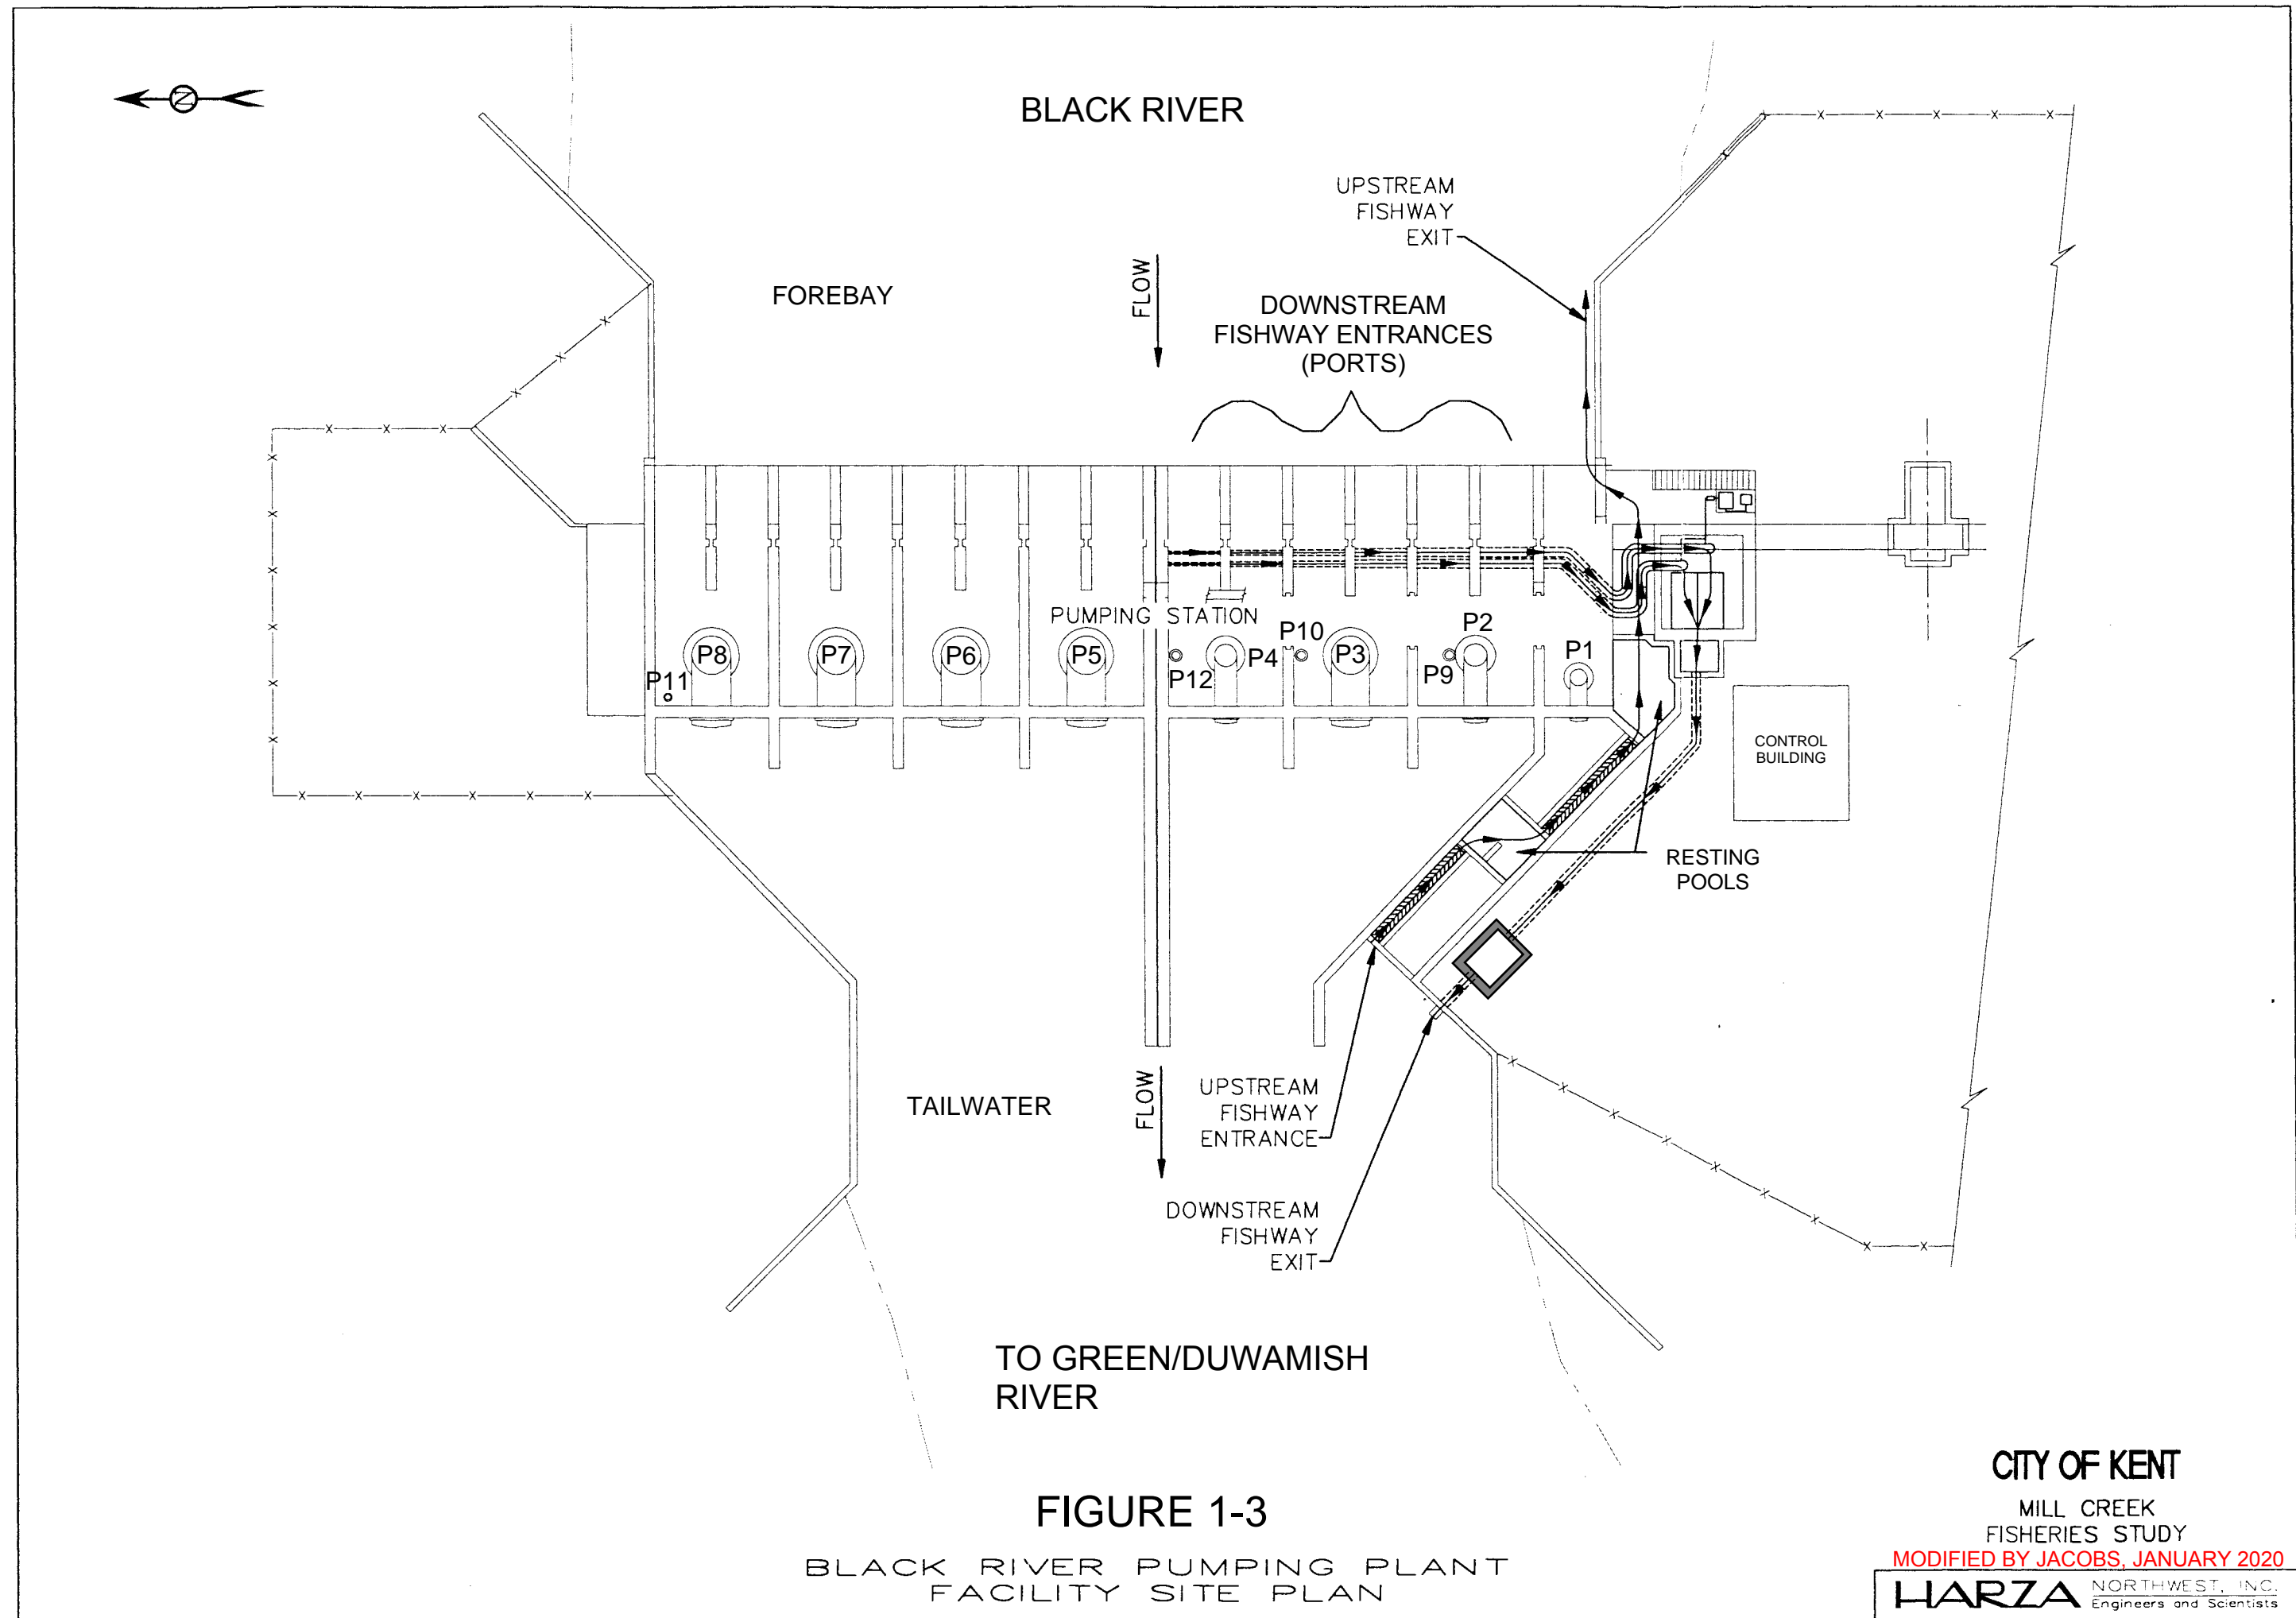 N
BLACK RIVER
UPSTREAM
FISHWAY
EXIT
FLOW
FOREBAY
DOWNSTREAM
FISHWAY ENTRANCES
(PORTS)
PUMPING STATION
P8
P7
P6
P5
P12
P4
P10
P3
P9
P2
P1
P11
CONTROL
BUILDING
RESTING
POOLS
TAILWATER
FLOW
UPSTREAM
FISHWAY
ENTRANCE
DOWNSTREAM
FISHWAY
EXIT
TO GREEN/DUWAMISH
RIVER
FIGURE 1-3
BLACK RIVER PUMPING PLANT
FACILITY SITE PLAN
CITY OF KENT
MILL CREEK
FISHERIES STUDY
MODIFIED BY JACOBS, JANUARY 2020
HARZA NORTHWEST, INC.
Engineers and Scientists